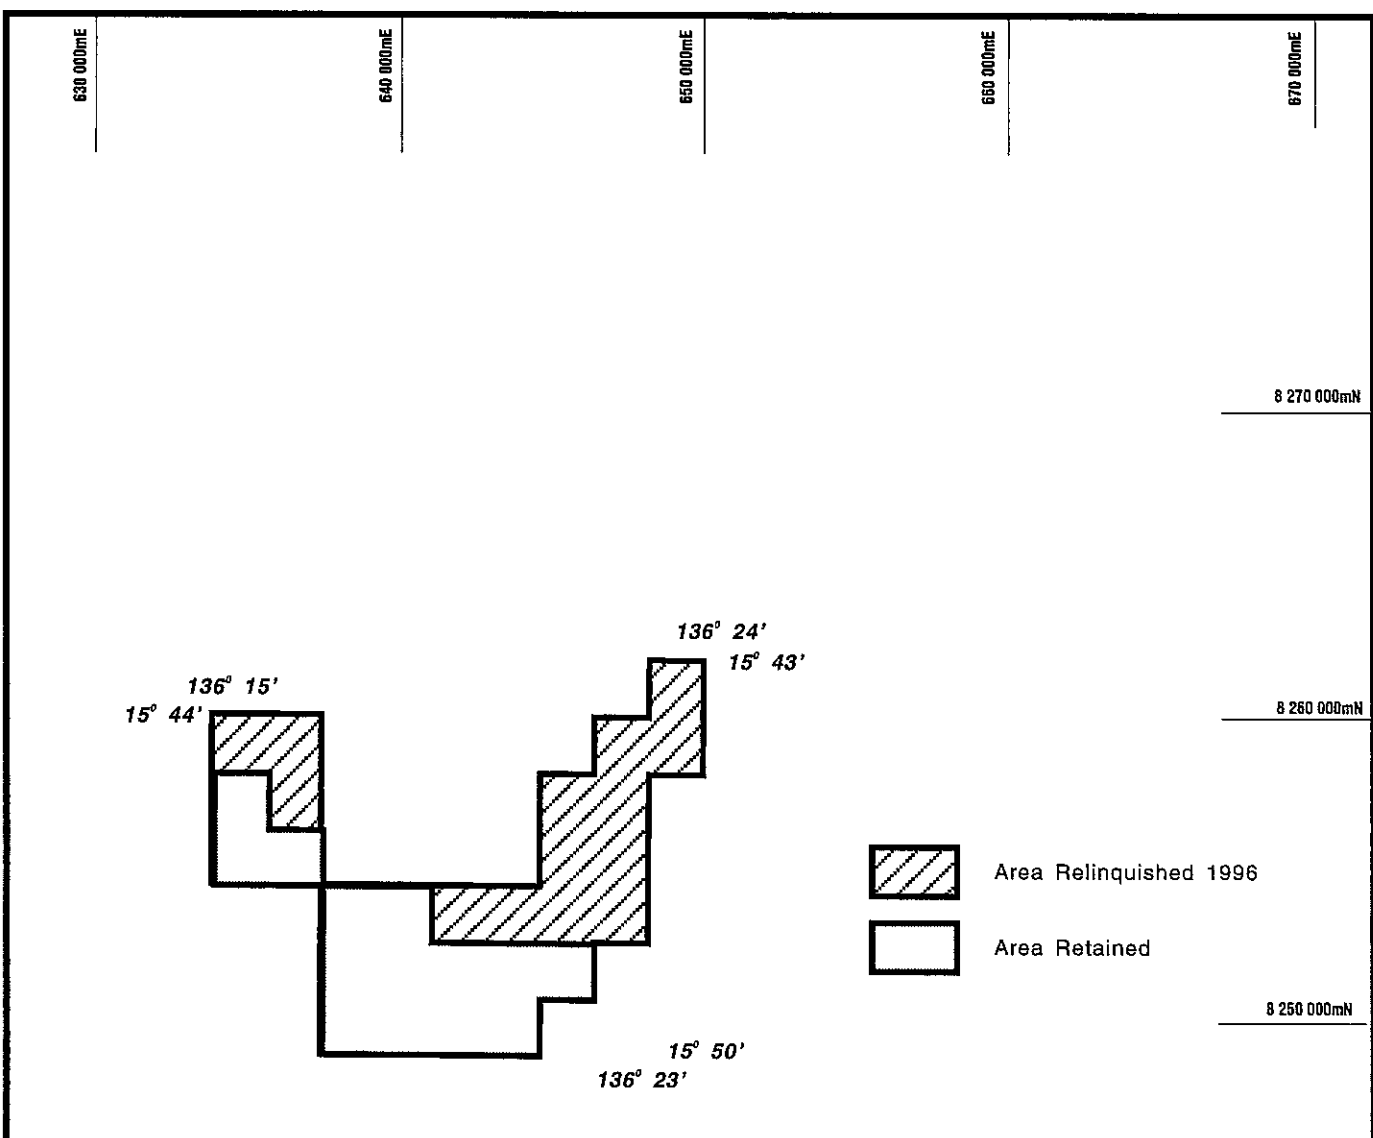 630 000mE
640 000mE
650 000mE
660 000mE
670 000mE
8 270 000mN
136° 24'
15° 43'
136° 15'
15° 44'
8 260 000mN
Area Relinquished 1996
Area Retained
8 250 000mN
15° 50'
136° 23'